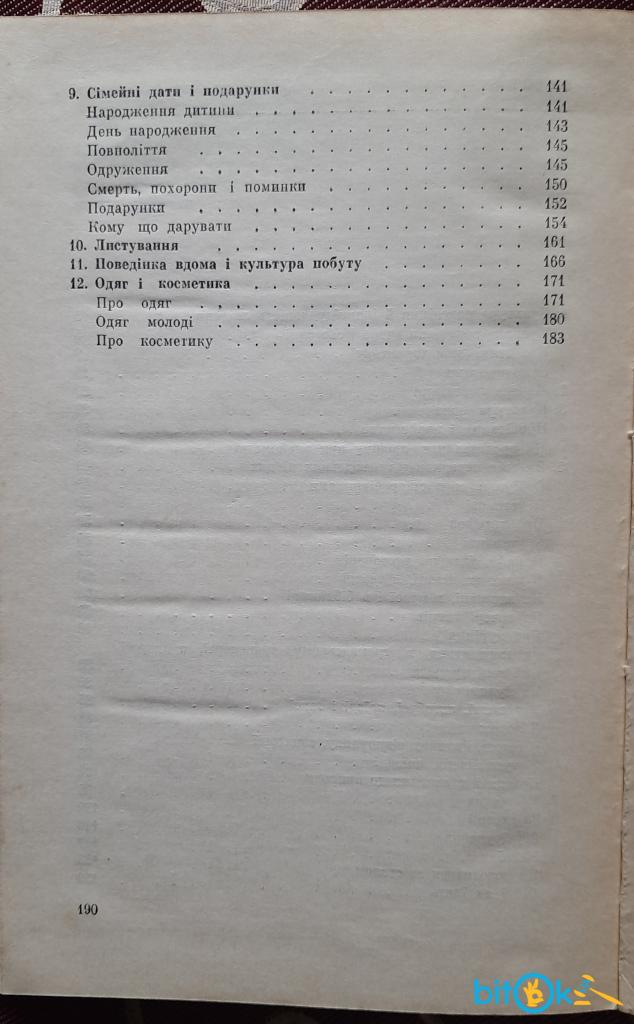 9. Сімейні дати і подарунки . . . . . . . . . . . . 141
Народження дитини . . . . . . . . . . . . . . . 141
День народження . . . . . . . . . . . . . . . . 143
Повноліття . . . . . . . . . . . . . . . . . . 145
Одруження . . . . . . . . . . . . . . . . . . 145
Смерть, похорони і поминки . . . . . . . . . . . 150
Подарунки . . . . . . . . . . . . . . . . . . 152
Кому що дарувати . . . . . . . . . . . . . . . 154
10. Листування . . . . . . . . . . . . . . . . . 161
11. Поведінка вдома і культура побуту . . . . . . . . 166
12. Одяг і косметика . . . . . . . . . . . . . . . 171
Про одяг . . . . . . . . . . . . . . . . . . 171
Одяг молоді . . . . . . . . . . . . . . . . . 180
Про косметику . . . . . . . . . . . . . . . . 183
190
bitok